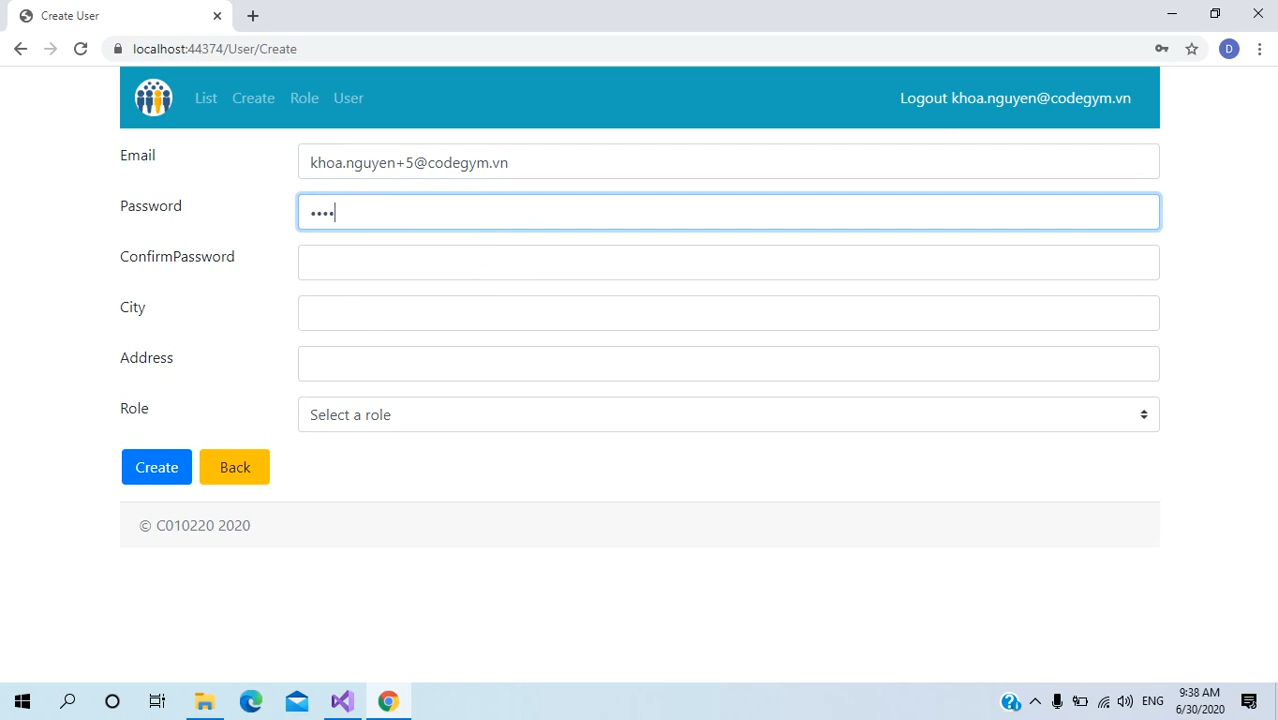 Create User
localhost:44374/User/Create
D
List Create Role User Logout khoa.nguyen@codegym.vn
Email khoa.nguyen+5@codegym.vn
Password ••••
ConfirmPassword
City
Address
Role Select a role
Create Back
© C010220 2020
ENG 9:38 AM
6/30/2020